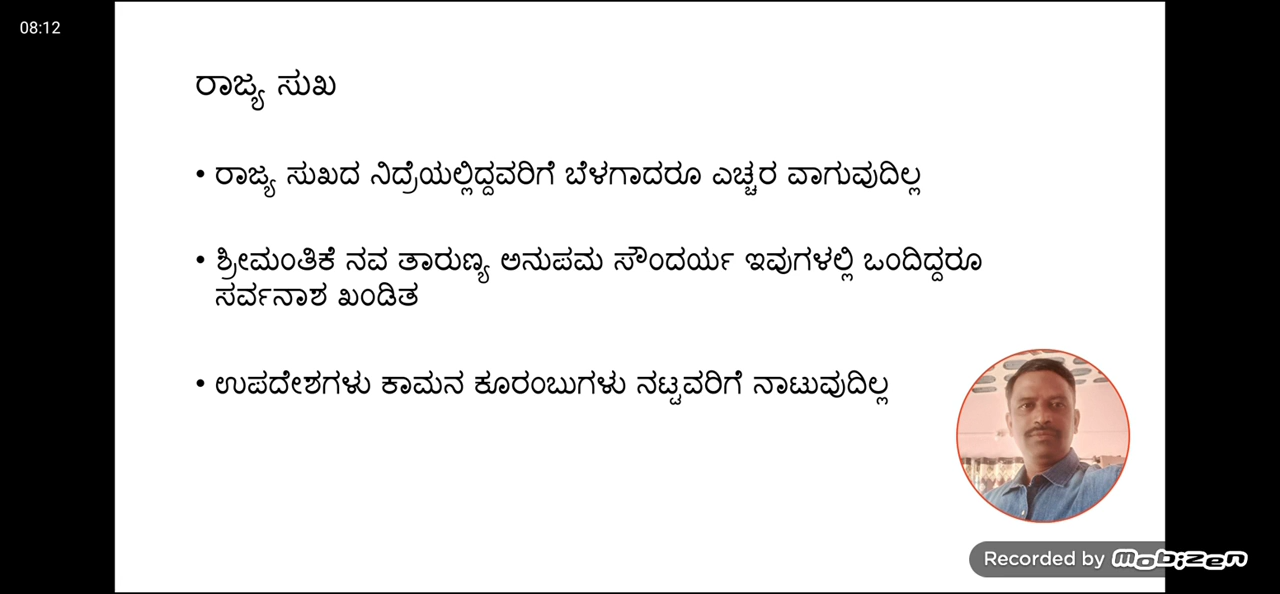 08:12
ರಾಜ್ಯ ಸುಖ
• ರಾಜ್ಯ ಸುಖದ ನಿದ್ರೆಯಲ್ಲಿದ್ದವರಿಗೆ ಬೆಳಗಾದರೂ ಎಚ್ಚರ ವಾಗುವುದಿಲ್ಲ
• ಶ್ರೀಮಂತಿಕೆ ನವ ತಾರುಣ್ಯ ಅನುಪಮ ಸೌಂದರ್ಯ ಇವುಗಳಲ್ಲಿ ಒಂದಿದ್ದರೂ
ಸರ್ವನಾಶ ಖಂಡಿತ
• ಉಪದೇಶಗಳು ಕಾಮನ ಕೂರಂಬುಗಳು ನಟ್ಟವರಿಗೆ ನಾಟುವುದಿಲ್ಲ
Recorded by mobizen